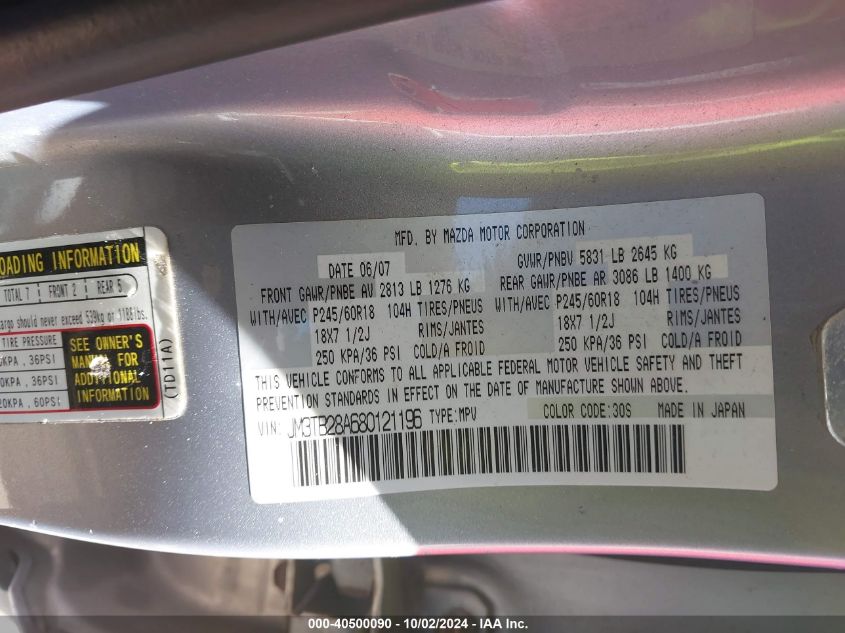 OADING INFORMATION
TOTAL 7 FRONT 2 REAR 5
cargo should never exceed 539kg or 1188lbs.
TIRE PRESSURE
KPA, 36PSI
0KPA, 36PSI
20KPA, 60PSI
SEE OWNER'S
MANUAL FOR
ADDITIONAL
INFORMATION
(TD11A)
MFD. BY MAZDA MOTOR CORPORATION
DATE 06/07 GVWR/PNBV 5831 LB 2645 KG
FRONT GAWR/PNBE AV 2813 LB 1276 KG REAR GAWR/PNBE AR 3086 LB 1400 KG
WITH/AVEC P245/60R18 104H TIRES/PNEUS WITH/AVEC P245/60R18 104H TIRES/PNEUS
18X7 1/2J RIMS/JANTES 18X7 1/2J RIMS/JANTES
250 KPA/36 PSI COLD/A FROID 250 KPA/36 PSI COLD/A FROID
THIS VEHICLE CONFORMS TO ALL APPLICABLE FEDERAL MOTOR VEHICLE SAFETY AND THEFT
PREVENTION STANDARDS IN EFFECT ON THE DATE OF MANUFACTURE SHOWN ABOVE.
VIN: JM3TB28A680121196 TYPE:MPV COLOR CODE:30S MADE IN JAPAN
000-40500090 - 10/02/2024 - IAA Inc.